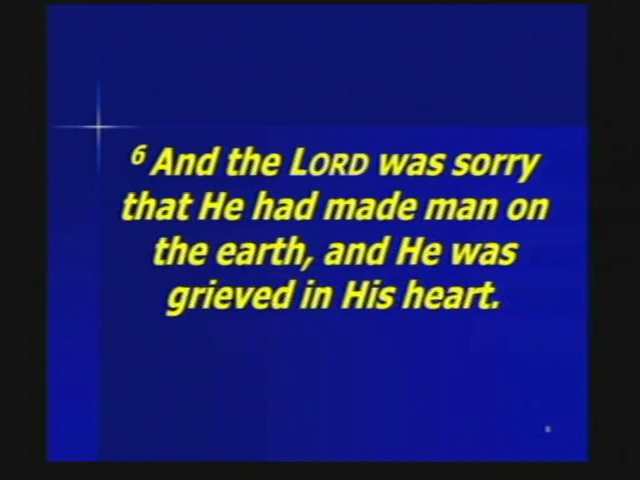 6 And the LORD was sorry
that He had made man on
the earth, and He was
grieved in His heart.